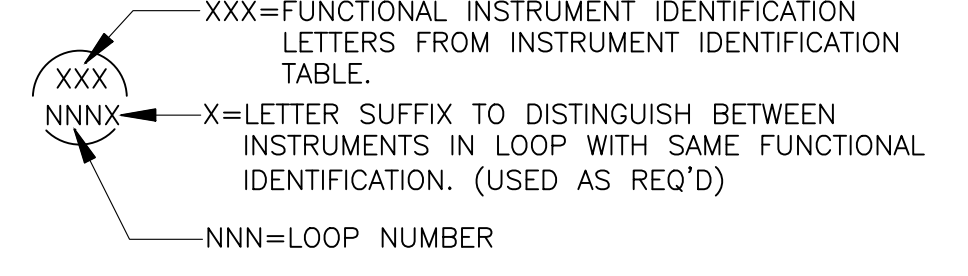 XXX=FUNCTIONAL INSTRUMENT IDENTIFICATION
LETTERS FROM INSTRUMENT IDENTIFICATION
TABLE.
XXX
NNNX
X=LETTER SUFFIX TO DISTINGUISH BETWEEN
INSTRUMENTS IN LOOP WITH SAME FUNCTIONAL
IDENTIFICATION. (USED AS REQ'D)
NNN=LOOP NUMBER